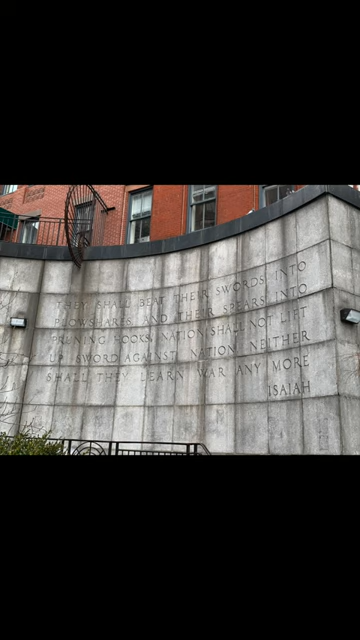 THEY SHALL BEAT THEIR SWORDS INTO
PLOWSHARES AND THEIR SPEARS INTO
PRUNING HOOKS. NATION SHALL NOT LIFT
UP SWORD AGAINST NATION. NEITHER
SHALL THEY LEARN WAR ANY MORE
ISAIAH